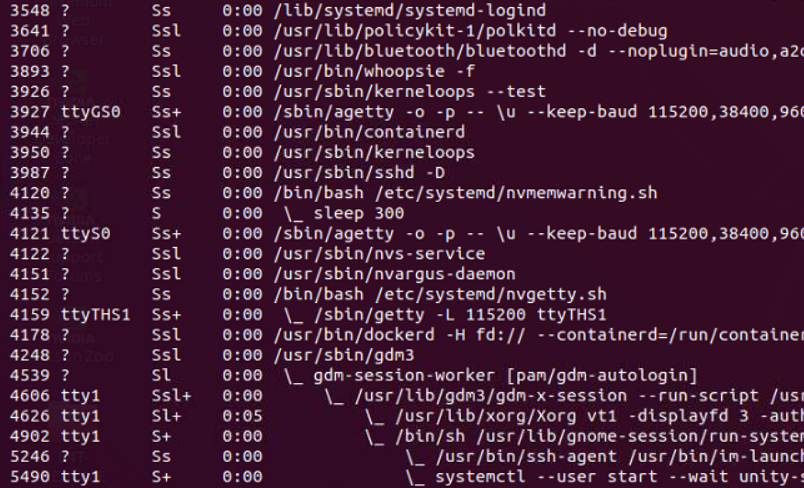 3548 ? Ss 0:00 /lib/systemd/systemd-logind
3641 ? Ssl 0:00 /usr/lib/policykit-1/polkitd --no-debug
3706 ? Ss 0:00 /usr/lib/bluetooth/bluetoothd -d --noplugin=audio,a2d
3893 ? Ssl 0:00 /usr/bin/whoopsie -f
3926 ? Ss 0:00 /usr/sbin/kerneloops --test
3927 ttyGS0 Ss+ 0:00 /sbin/agetty -o -p -- \u --keep-baud 115200,38400,960
3944 ? Ssl 0:00 /usr/bin/containerd
3950 ? Ss 0:00 /usr/sbin/kerneloops
3987 ? Ss 0:00 /usr/sbin/sshd -D
4120 ? Ss 0:00 /bin/bash /etc/systemd/nvmemwarning.sh
4135 ? S 0:00 \_ sleep 300
4121 ttyS0 Ss+ 0:00 /sbin/agetty -o -p -- \u --keep-baud 115200,38400,960
4122 ? Ssl 0:00 /usr/sbin/nvs-service
4151 ? Ssl 0:00 /usr/sbin/nvargus-daemon
4152 ? Ss 0:00 /bin/bash /etc/systemd/nvgetty.sh
4159 ttyTHS1 Ss+ 0:00 \_ /sbin/getty -L 115200 ttyTHS1
4178 ? Ssl 0:00 /usr/bin/dockerd -H fd:// --containerd=/run/container
4248 ? Ssl 0:00 /usr/sbin/gdm3
4539 ? Sl 0:00 \_ gdm-session-worker [pam/gdm-autologin]
4606 tty1 Ssl+ 0:00 \_ /usr/lib/gdm3/gdm-x-session --run-script /usr
4626 tty1 Sl+ 0:05 \_ /usr/lib/xorg/Xorg vt1 -displayfd 3 -auth
4902 tty1 S+ 0:00 \_ /bin/sh /usr/lib/gnome-session/run-system
5246 ? Ss 0:00 \_ /usr/bin/ssh-agent /usr/bin/im-launch
5490 tty1 S+ 0:00 \_ systemctl --user start --wait unity-s